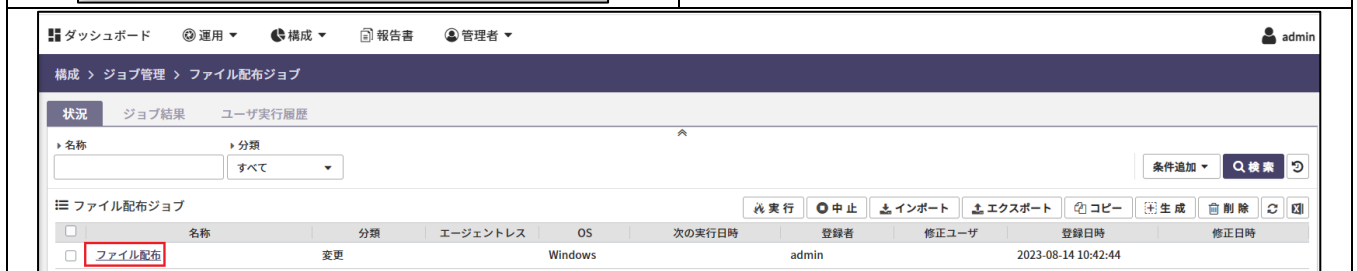 ダッシュボード 運用 ▼ 構成 ▼ 報告書 管理者 ▼ admin
構成 > ジョブ管理 > ファイル配布ジョブ
状況 ジョブ結果 ユーザ実行履歴
名称 分類
すべて 条件追加 ▼ 検索
ファイル配布ジョブ 実行 中止 インポート エクスポート コピー 生成 削除
名称 分類 エージェントレス OS 次の実行日時 登録者 修正ユーザ 登録日時 修正日時
ファイル配布 変更 Windows admin 2023-08-14 10:42:44